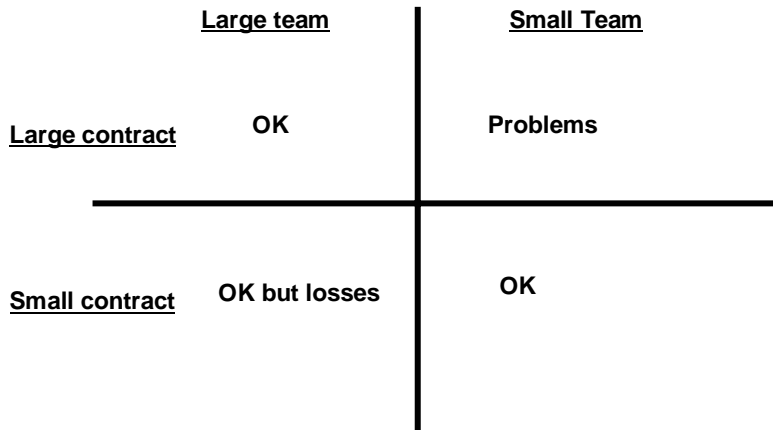 Large team
Small Team
Large contract
OK
Problems
Small contract
OK but losses
OK